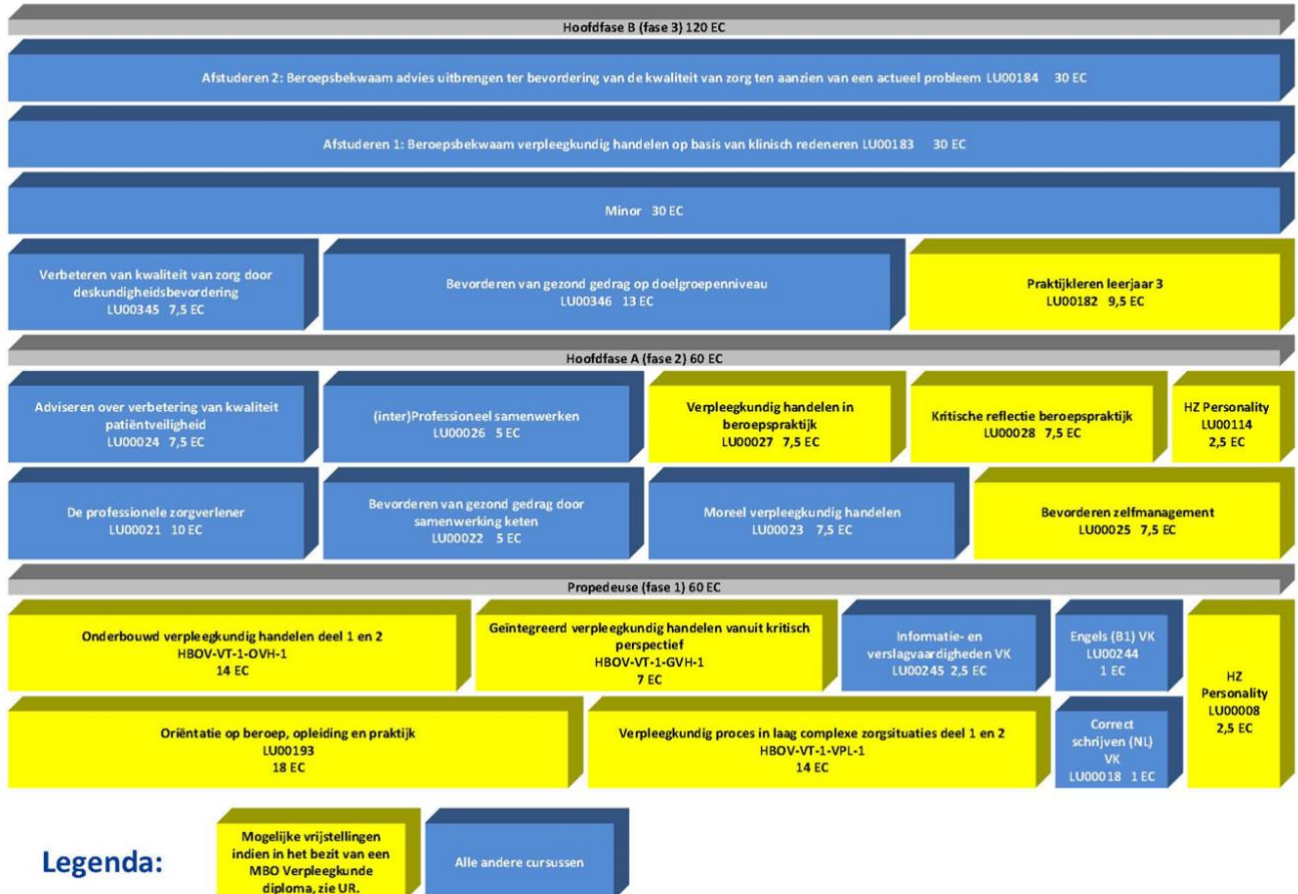 Hoofdfase B (fase 3) 120 EC
Afstuderen 2: Beroepsbekwaam advies uitbrengen ter bevordering van de kwaliteit van zorg ten aanzien van een actueel probleem LU00184 30 EC
Afstuderen 1: Beroepsbekwaam verpleegkundig handelen op basis van klinisch redeneren LU00183 30 EC
Minor 30 EC
Verbeteren van kwaliteit van zorg door
deskundigheidsbevordering
LU00345 7,5 EC
Bevorderen van gezond gedrag op doelgroepenniveau
LU00346 13 EC
Praktijkleren leerjaar 3
LU00182 9,5 EC
Hoofdfase A (fase 2) 60 EC
Adviseren over verbetering van kwaliteit
patiëntveiligheid
LU00024 7,5 EC
(inter)Professioneel samenwerken
LU00026 5 EC
Verpleegkundig handelen in
beroepspraktijk
LU00027 7,5 EC
Kritische reflectie beroepspraktijk
LU00028 7,5 EC
HZ Personality
LU00114
2,5 EC
De professionele zorgverlener
LU00021 10 EC
Bevorderen van gezond gedrag door
samenwerking keten
LU00022 5 EC
Moreel verpleegkundig handelen
LU00023 7,5 EC
Bevorderen zelfmanagement
LU00025 7,5 EC
Propedeuse (fase 1) 60 EC
Onderbouwd verpleegkundig handelen deel 1 en 2
HBOV-VT-1-OVH-1
14 EC
Geïntegreerd verpleegkundig handelen vanuit kritisch
perspectief
HBOV-VT-1-GVH-1
7 EC
Informatie- en
verslagvaardigheden VK
LU00245 2,5 EC
Engels (B1) VK
LU00244
1 EC
HZ
Personality
LU00008
2,5 EC
Oriëntatie op beroep, opleiding en praktijk
LU00193
18 EC
Verpleegkundig proces in laag complexe zorgsituaties deel 1 en 2
HBOV-VT-1-VPL-1
14 EC
Correct
schrijven (NL)
VK
LU00018 1 EC
Legenda:
Mogelijke vrijstellingen
indien in het bezit van een
MBO Verpleegkunde
diploma, zie UR.
Alle andere cursussen